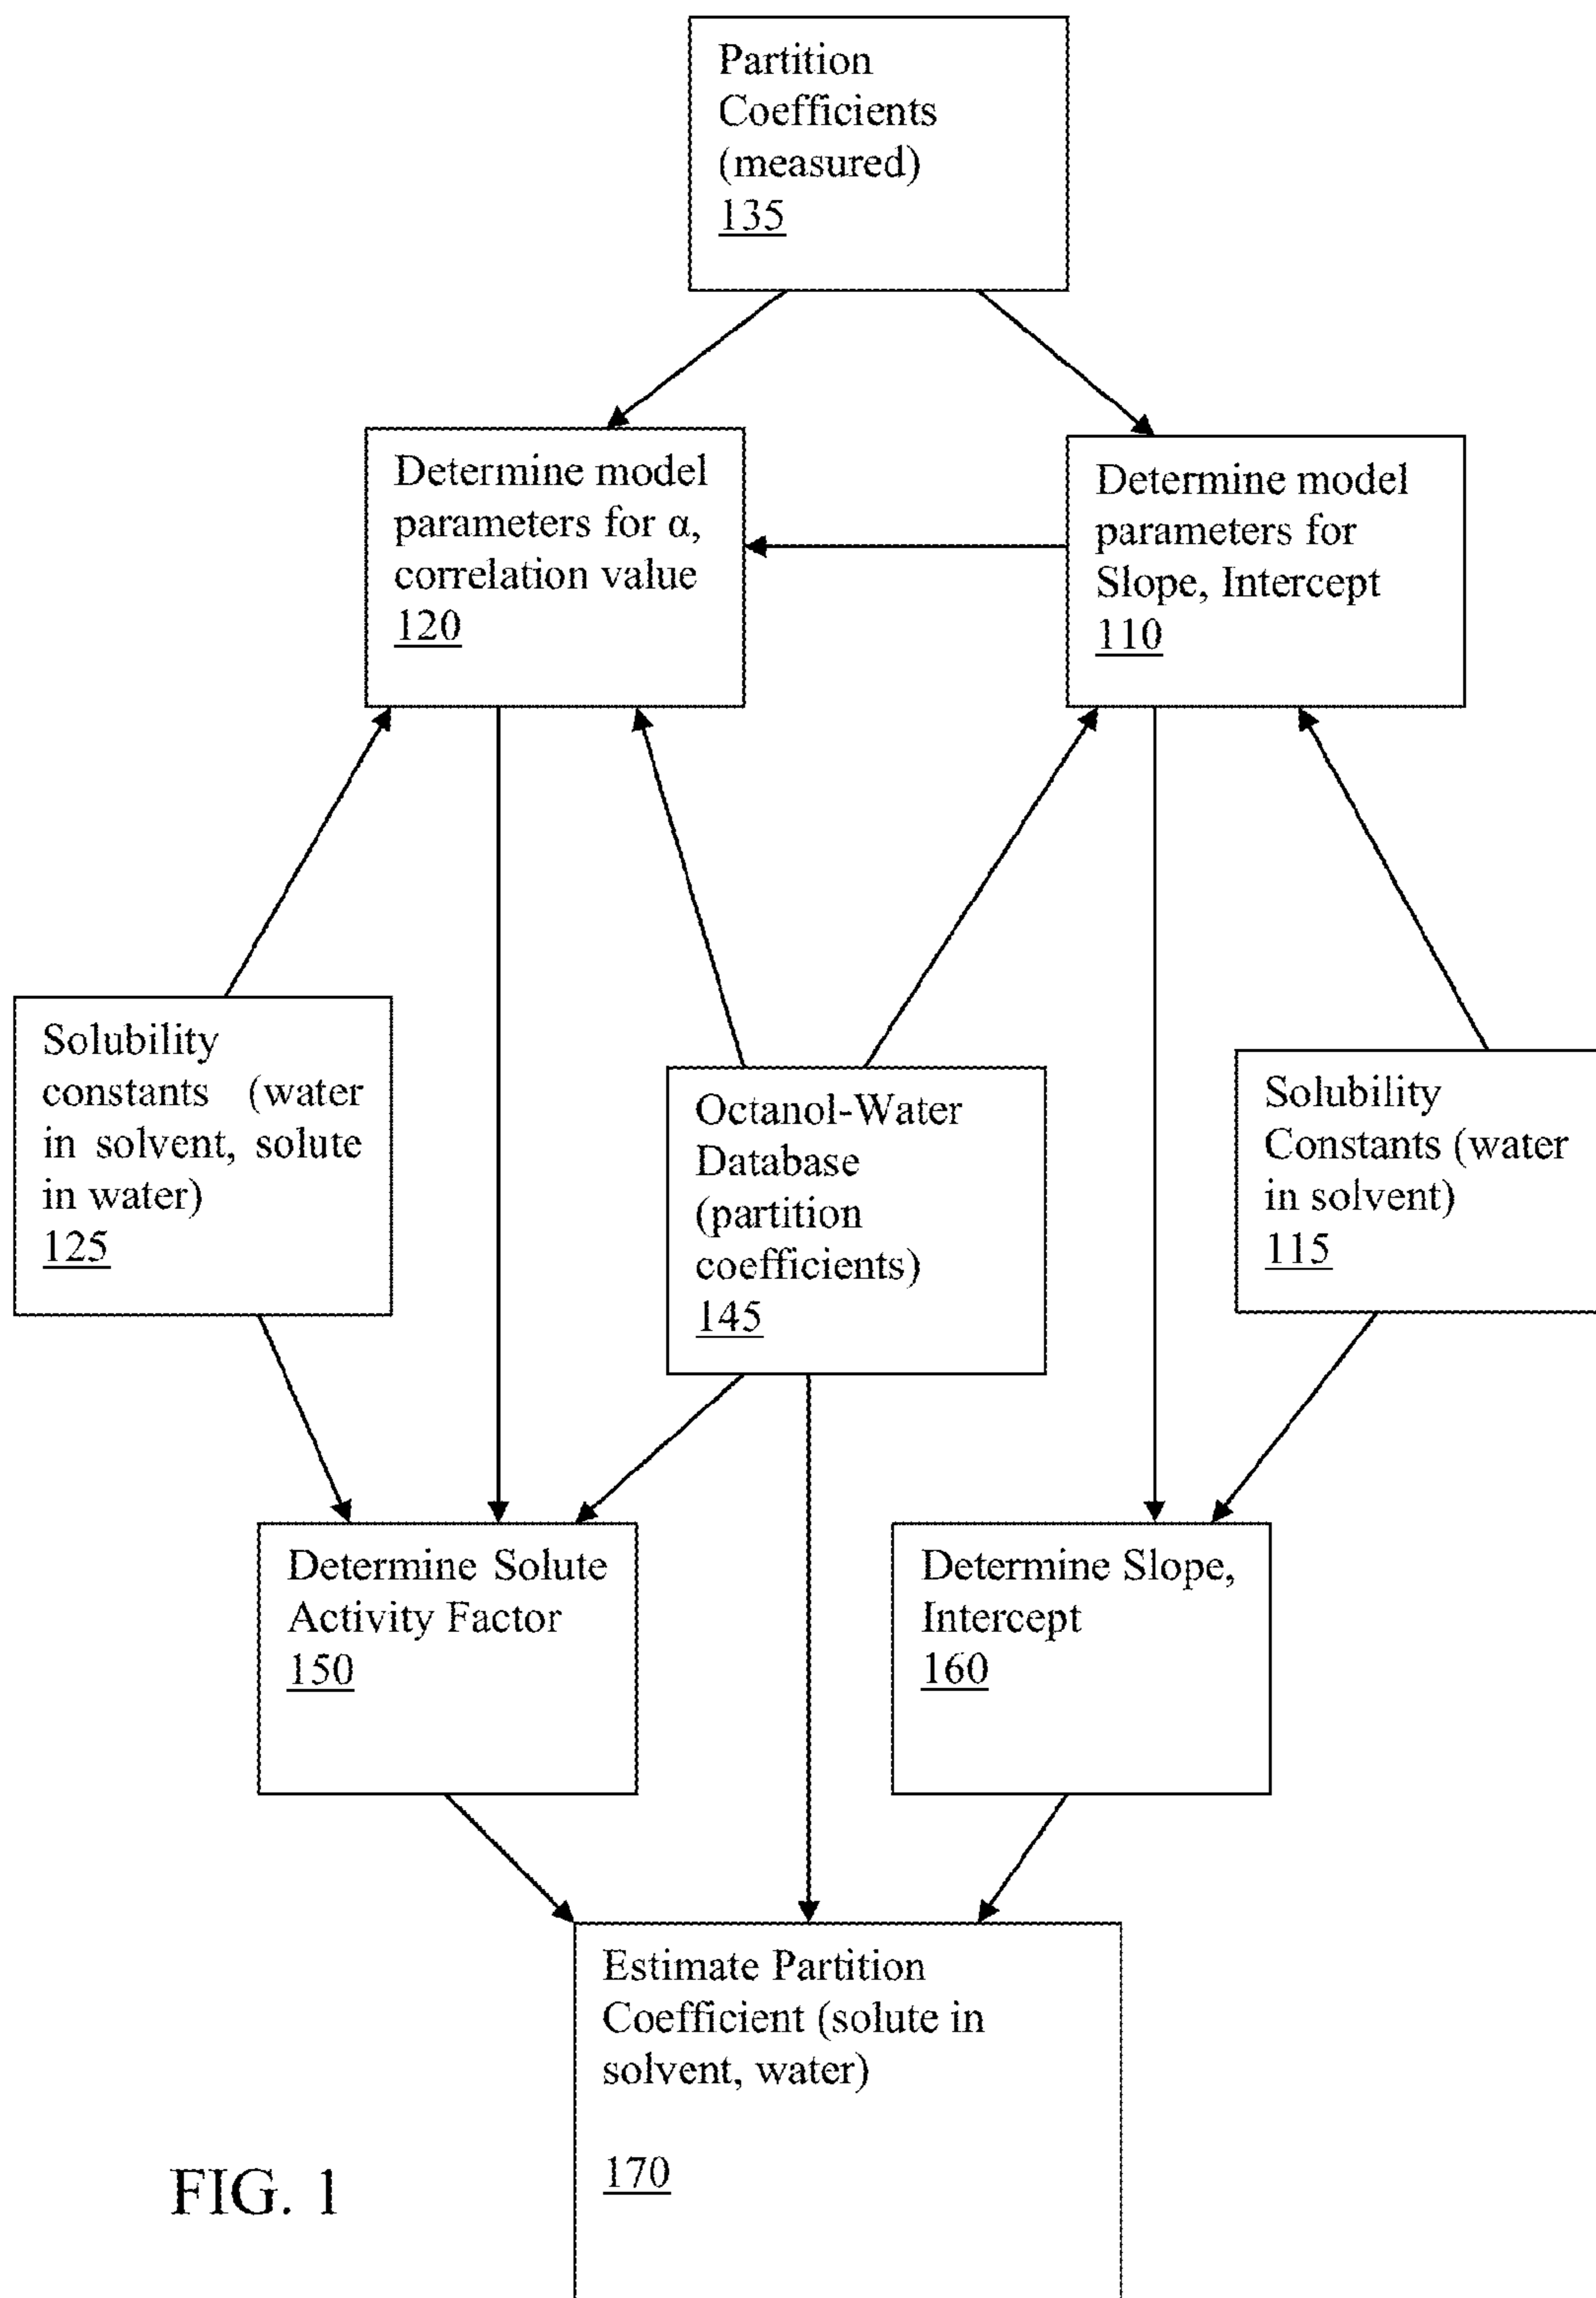 Partition
Coefficients
(measured)
135
Determine model
parameters for α,
correlation value
120
Determine model
parameters for
Slope, Intercept
110
Solubility
constants (water
in solvent, solute
in water)
125
Octanol-Water
Database
(partition
coefficients)
145
Solubility
Constants (water
in solvent)
115
Determine Solute
Activity Factor
150
Determine Slope,
Intercept
160
Estimate Partition
Coefficient (solute in
solvent, water)
170
FIG. 1